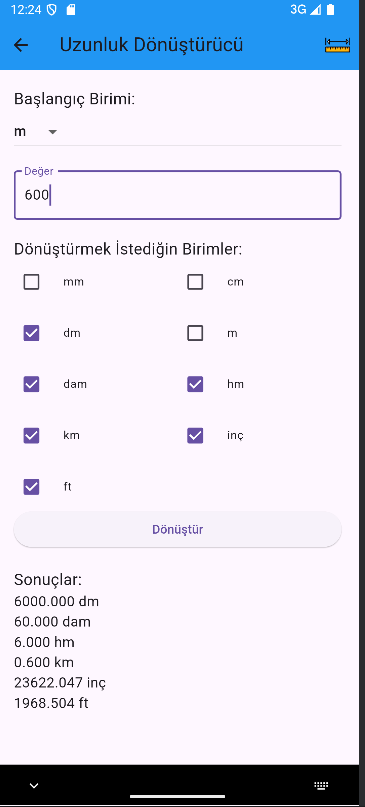 12:24 3G
Uzunluk Dönüştürücü
Başlangıç Birimi:
m
Değer
600
Dönüştürmek İstediğin Birimler:
mm cm
dm m
dam hm
km inç
ft
Dönüştür
Sonuçlar:
6000.000 dm
60.000 dam
6.000 hm
0.600 km
23622.047 inç
1968.504 ft